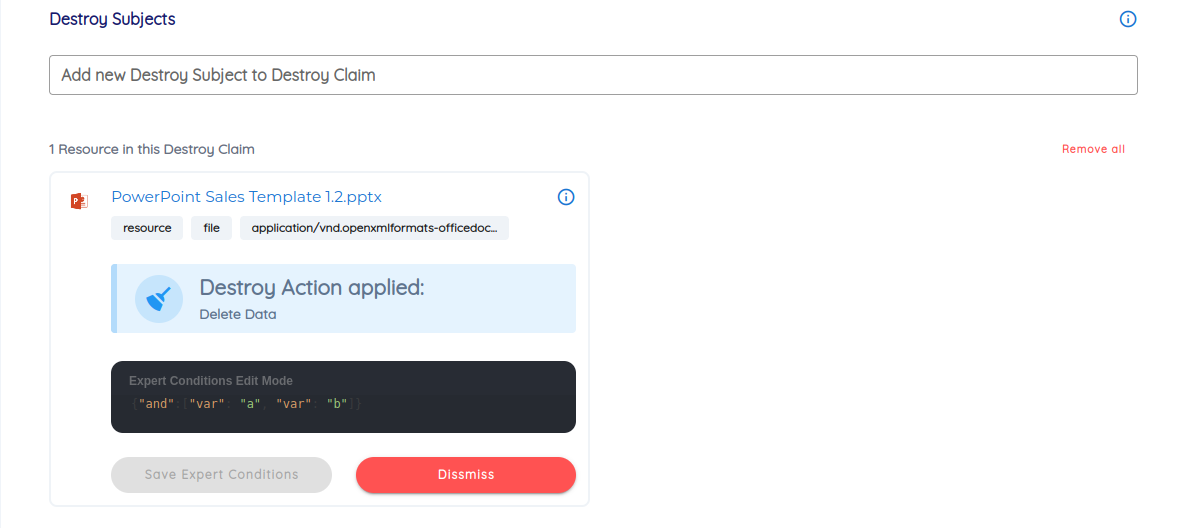 Destroy Subjects
Add new Destroy Subject to Destroy Claim
1 Resource in this Destroy Claim
Remove all
PowerPoint Sales Template 1.2.pptx
resource file application/vnd.openxmlformats-officedoc...
Destroy Action applied:
Delete Data
Expert Conditions Edit Mode
{"and":["var": "a", "var": "b"]}
Save Expert Conditions
Dissmiss